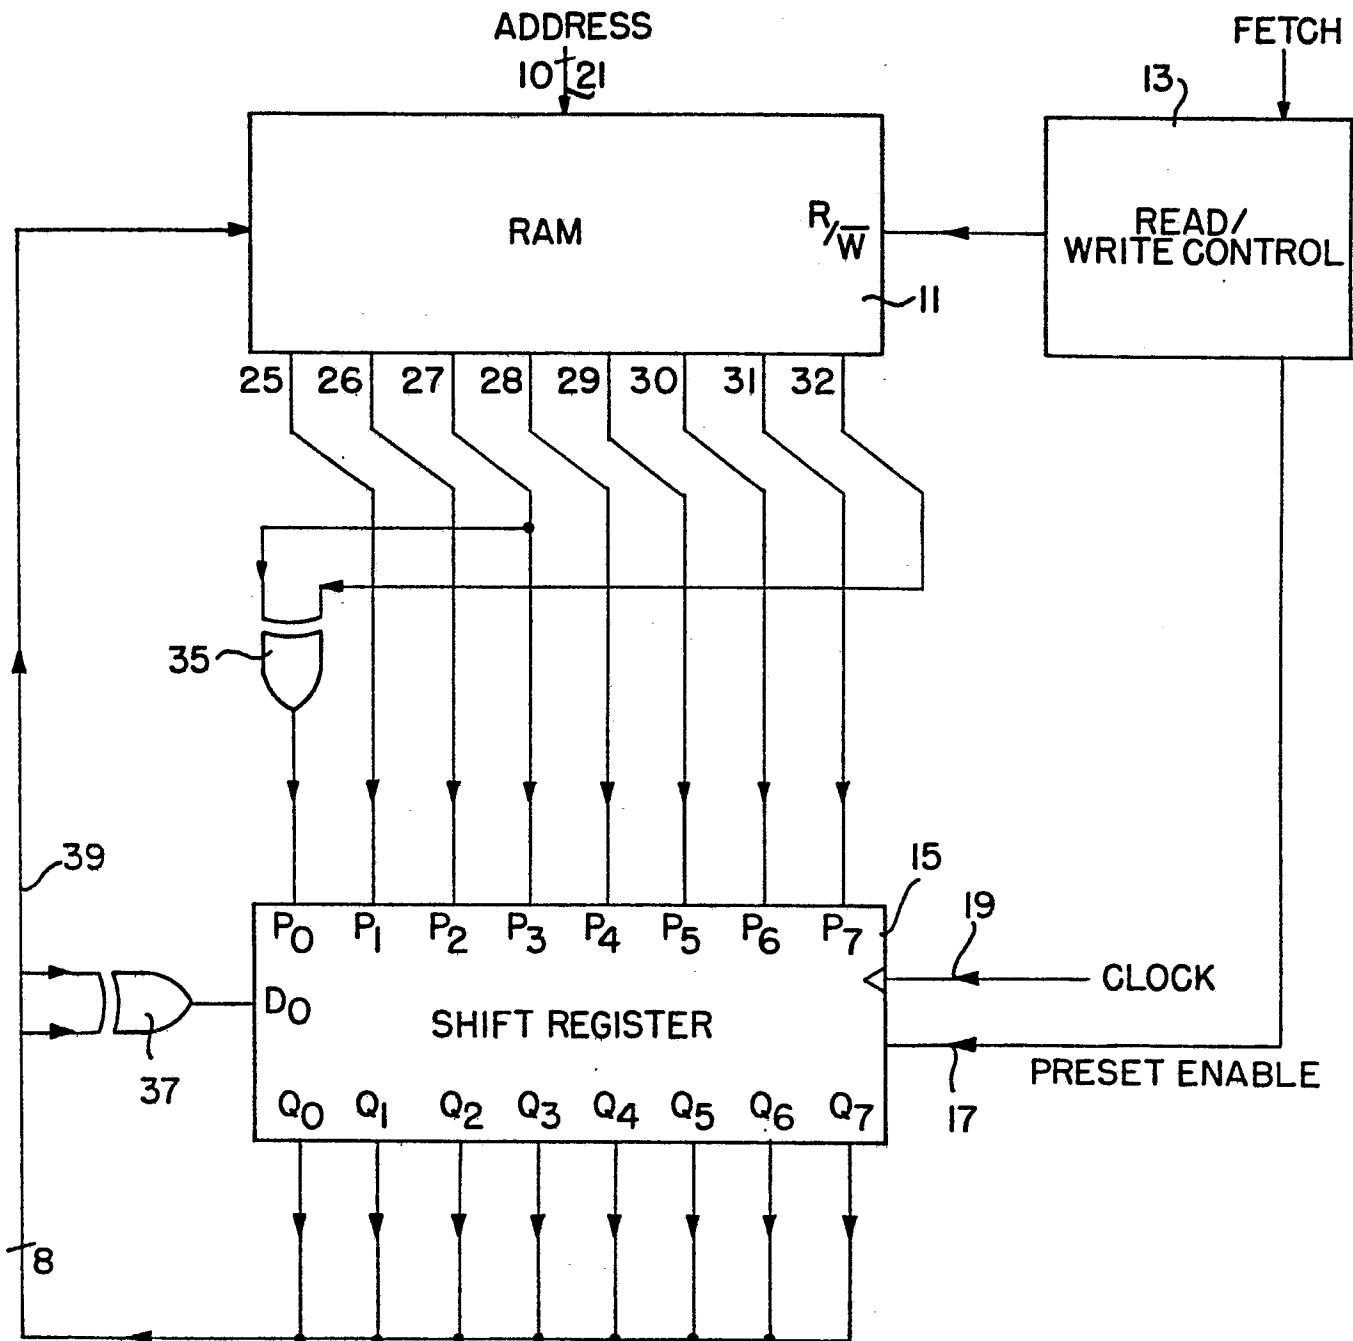 ADDRESS
FETCH
10 21
13
RAM
R/W̅
READ/
WRITE CONTROL
11
25 26 27 28 29 30 31 32
35
39
15
P0 P1 P2 P3 P4 P5 P6 P7
19
CLOCK
D0
SHIFT REGISTER
37
PRESET ENABLE
17
Q0 Q1 Q2 Q3 Q4 Q5 Q6 Q7
8